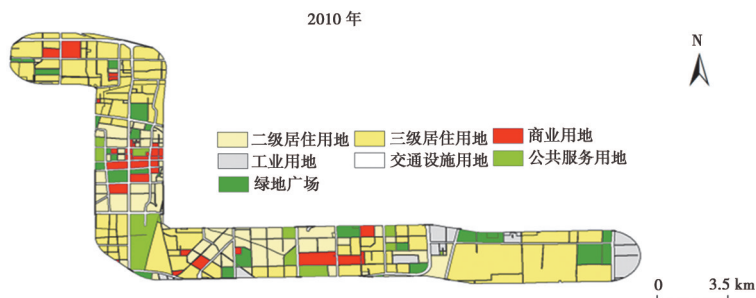 2010 年
N
二级居住用地 三级居住用地 商业用地
工业用地 交通设施用地 公共服务用地
绿地广场
0 3.5 km